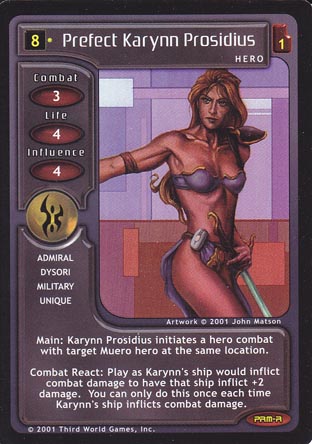 8 • Prefect Karynn Prosidius
HERO
1
Combat
3
Life
4
Influence
4
ADMIRAL
DYSORI
MILITARY
UNIQUE
Artwork © 2001 John Matson
Main: Karynn Prosidius initiates a hero combat
with target Muero hero at the same location.
Combat React: Play as Karynn's ship would inflict
combat damage to have that ship inflict +2
damage. You can only do this once each time
Karynn's ship inflicts combat damage.
© 2001 Third World Games, Inc.
PRM-R